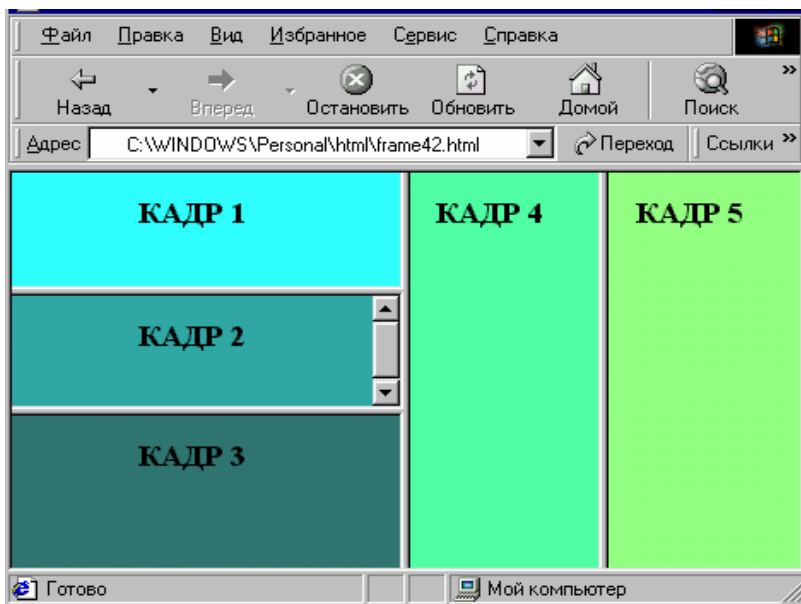 Файл Правка Вид Избранное Сервис Справка
Назад Вперед Остановить Обновить Домой Поиск »
Адрес C:\WINDOWS\Personal\html\frame42.html Переход Ссылки »
КАДР 1 КАДР 4 КАДР 5
КАДР 2
КАДР 3
Готово Мой компьютер